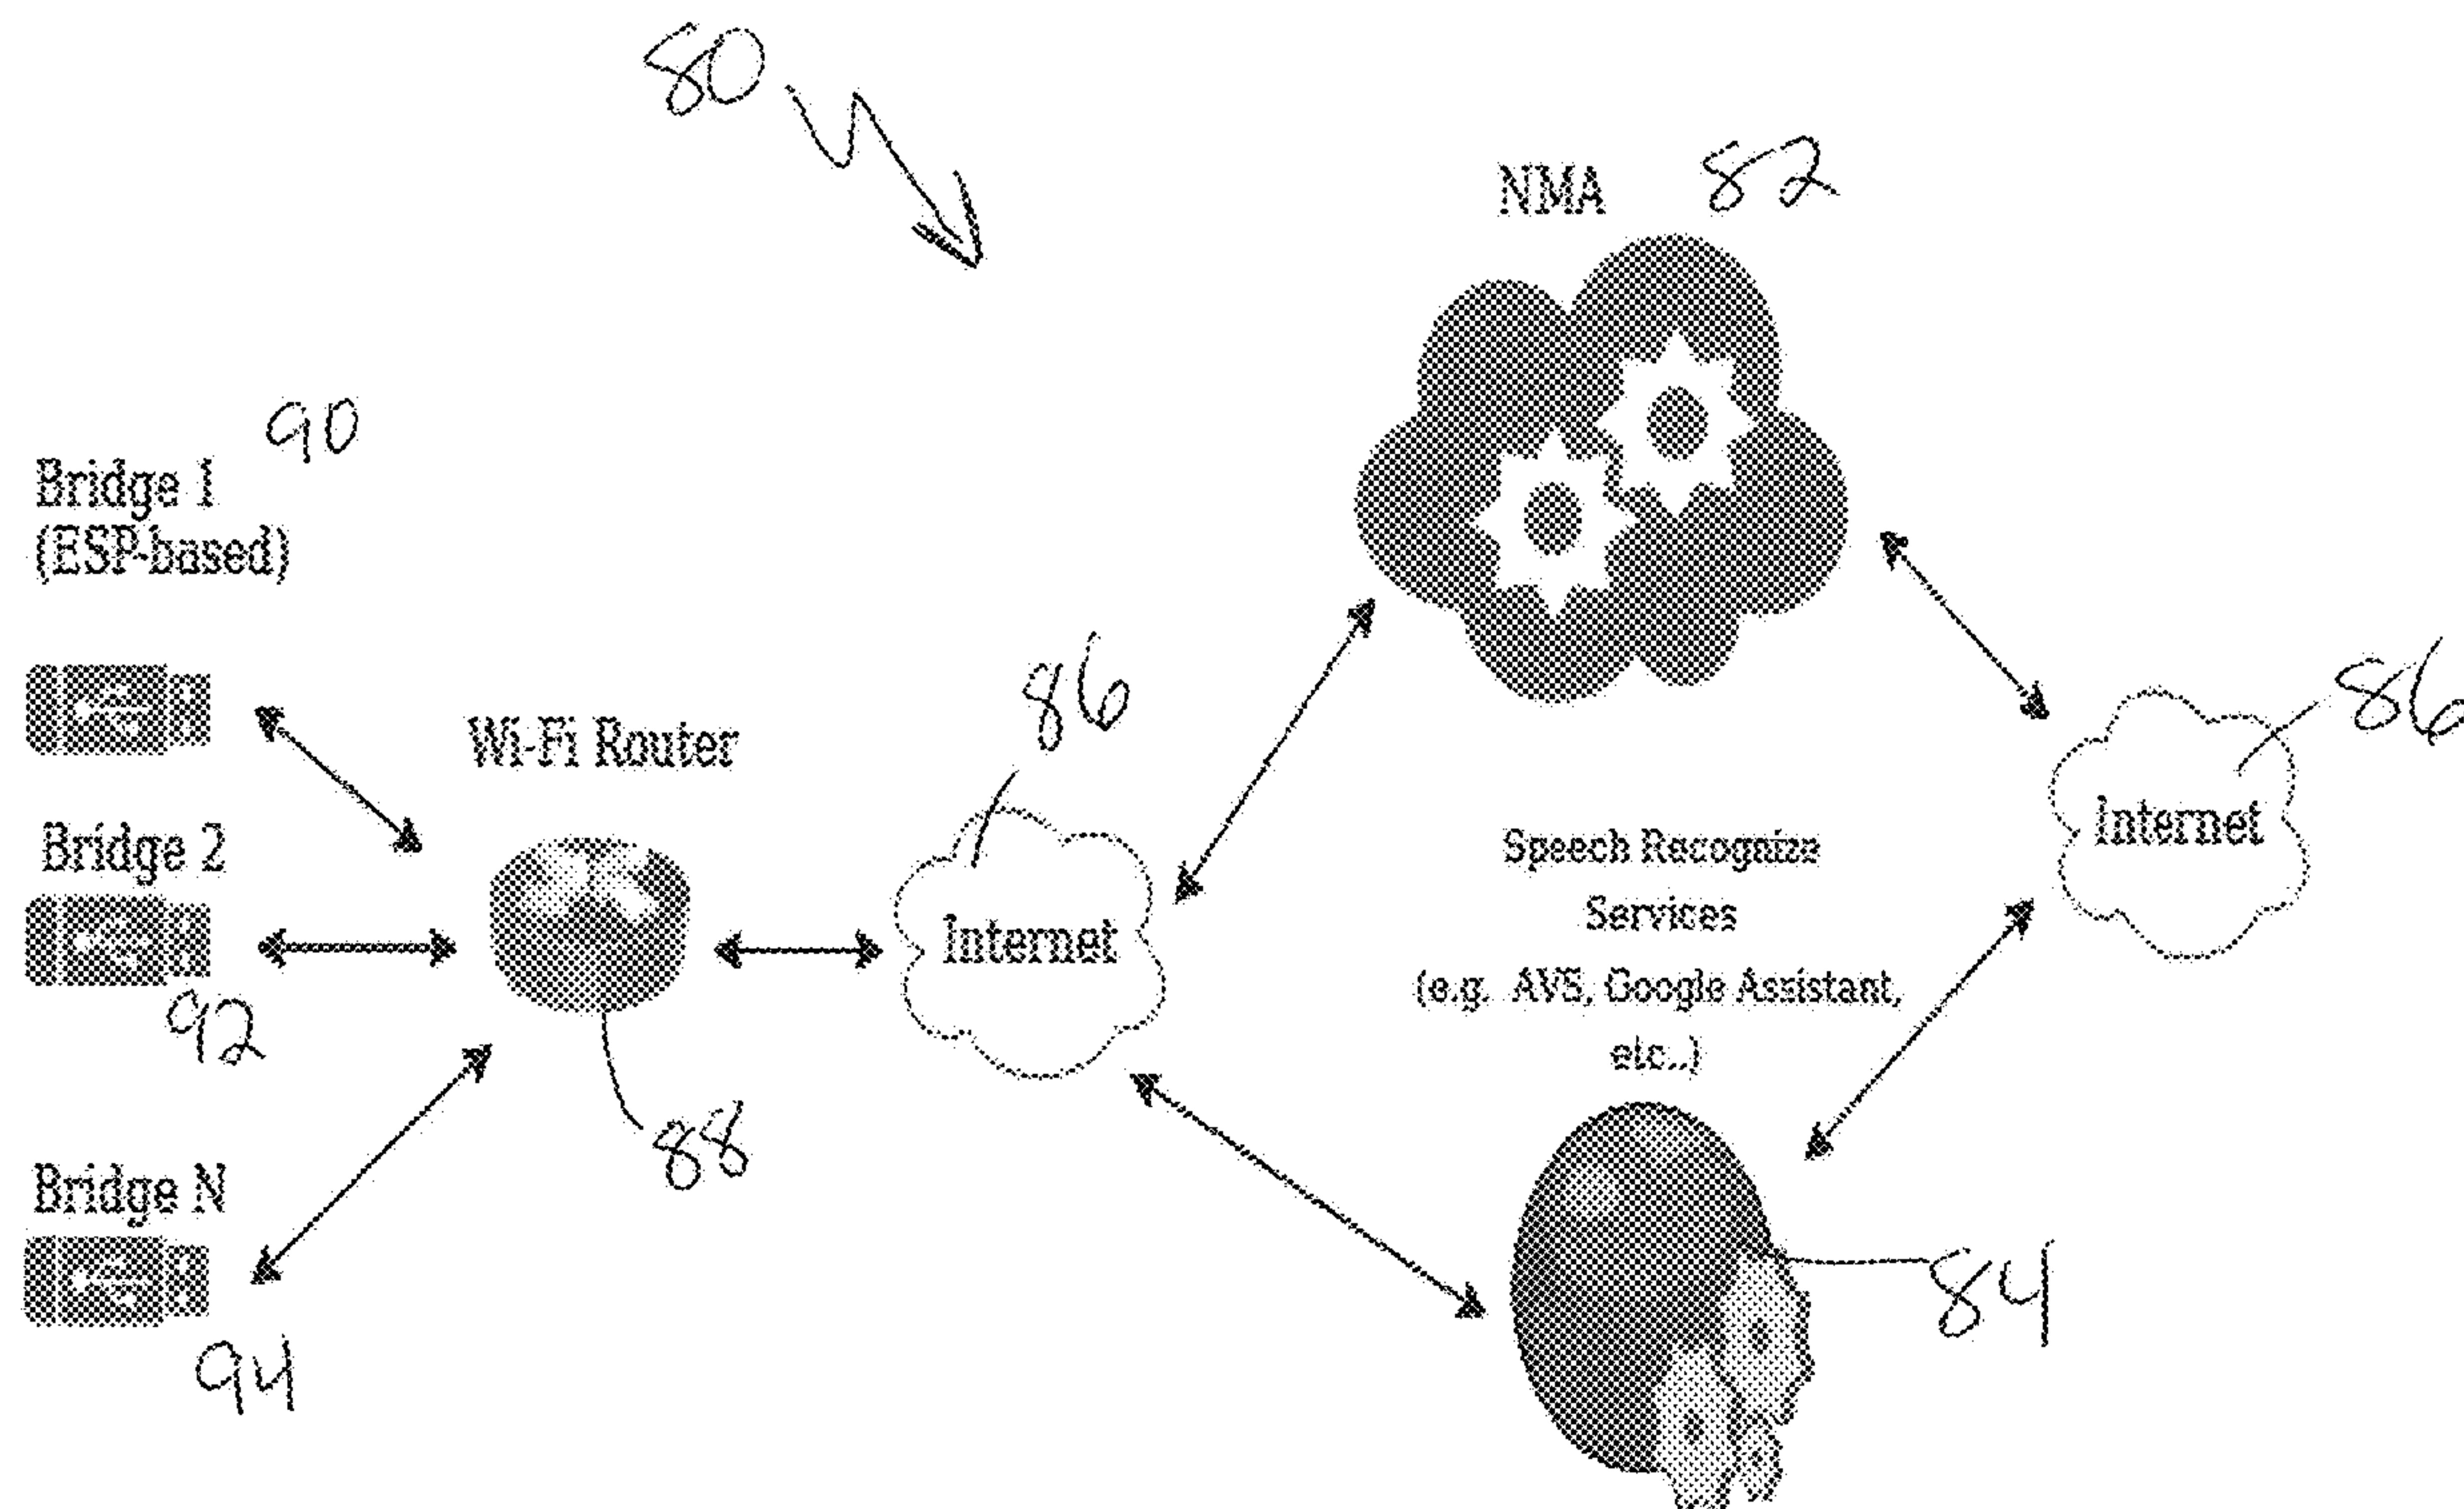 80
NMA 82
90
Bridge 1
(ESP-based)
86
86
Wi-Fi Router
Bridge 2
Internet
Speech Recognize
Services
Internet
(e.g. AVS, Google Assistant,
etc..)
92
88
Bridge N
84
94